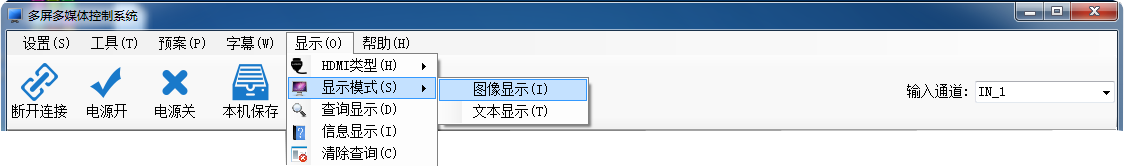 多屏多媒体控制系统
设置(S) 工具(T) 预案(P) 字幕(W) 显示(O) 帮助(H)
断开连接 电源开 电源关 本机保存
HDMI类型(H)
显示模式(S)
查询显示(D)
信息显示(I)
清除查询(C)
图像显示(I)
文本显示(T)
输入通道: IN_1